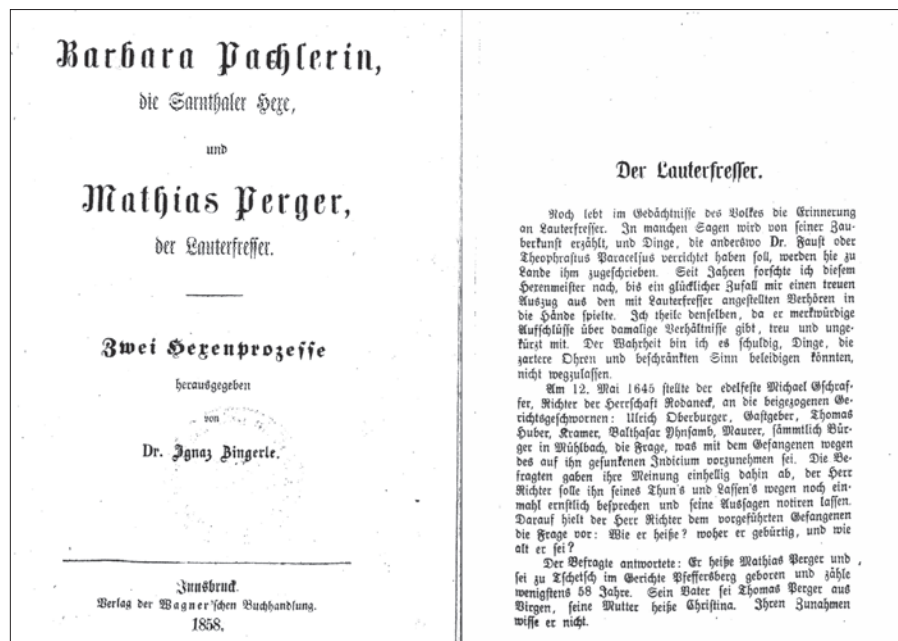 Barbara Pachlerin,
die Sarnthaler Hexe,
und
Mathias Perger,
der Lauterfresser.
Zwei Hexenprozesse
herausgegeben
von
Dr. Ignaz Zingerle.
Innsbruck.
Verlag der Wagner'schen Buchhandlung.
1858.
Der Lauterfresser.
Noch lebt im Gedächtnisse des Volkes die Erinnerung
an Lauterfresser. In manchen Sagen wird von seiner Zau-
berkunst erzählt, und Dinge, die anderswo Dr. Faust oder
Theophrastus Paracelsus verrichtet haben soll, werden hie zu
Lande ihm zugeschrieben. Seit Jahren forschte ich diesem
Hexenmeister nach, bis ein glücklicher Zufall mir einen treuen
Auszug aus den mit Lauterfresser angestellten Verhören in
die Hände spielte. Ich theile denselben, da er merkwürdige
Aufschlüsse über damalige Verhältnisse gibt, treu und unge-
kürzt mit. Der Wahrheit bin ich es schuldig, Dinge, die
zartere Ohren und beschränkten Sinn beleidigen könnten,
nicht wegzulassen.
Am 12. Mai 1645 stellte der edelfeste Michael Gschraf-
fer, Richter der Herrschaft Rodaneck, an die beigezogenen Ge-
richtsgeschwornen: Ulrich Oberburger, Gastgeber, Thomas
Huber, Kramer, Balthasar Yhnsamb, Maurer, sämmtlich Bür-
ger in Mühlbach, die Frage, was mit dem Gefangenen wegen
des auf ihn gefunkenen Indicium vorzunehmen sei. Die Be-
fragten gaben ihre Meinung einhellig dahin ab, der Herr
Richter solle ihn seines Thun's und Lassen's wegen noch ein-
mahl ernstlich besprechen und seine Aussagen notiren lassen.
Darauf hielt der Herr Richter dem vorgeführten Gefangenen
die Frage vor: Wie er heiße? woher er gebürtig, und wie
alt er sei?
Der Befragte antwortete: Er heiße Mathias Perger und
sei zu Tschetsch im Gerichte Pfeffersberg geboren und zähle
wenigstens 58 Jahre. Sein Vater sei Thomas Perger aus
Virgen, seine Mutter heiße Christina. Ihren Zunahmen
wisse er nicht.